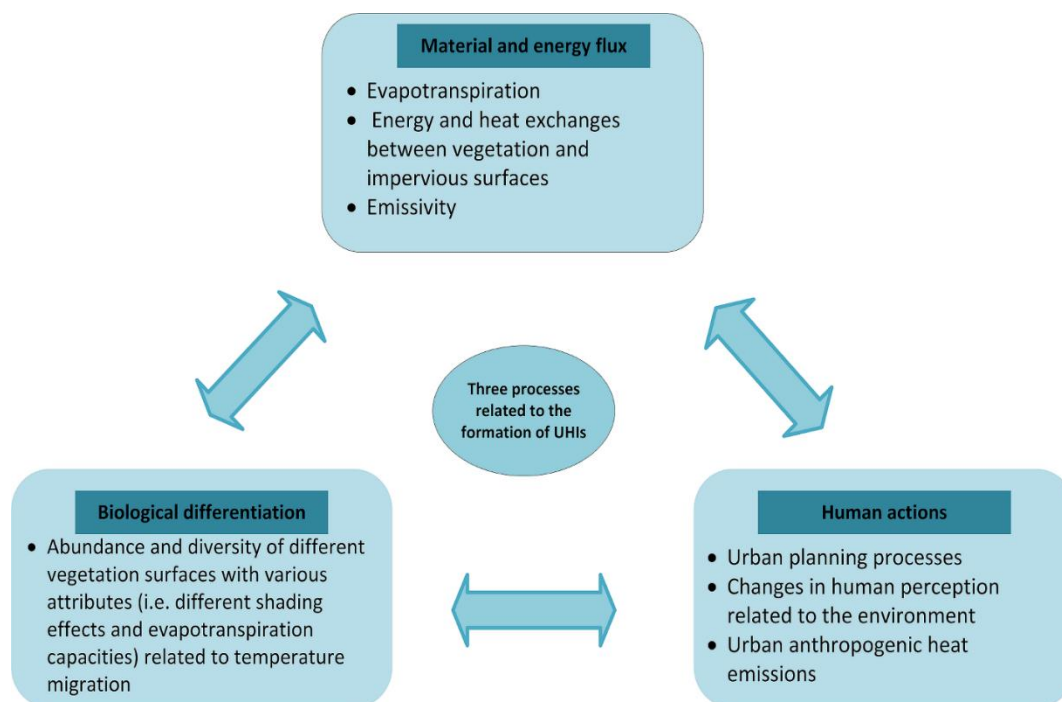 Material and energy flux
• Evapotranspiration
• Energy and heat exchanges
between vegetation and
impervious surfaces
• Emissivity
Three processes
related to the
formation of UHIs
Biological differentiation
• Abundance and diversity of different
vegetation surfaces with various
attributes (i.e. different shading
effects and evapotranspiration
capacities) related to temperature
migration
Human actions
• Urban planning processes
• Changes in human perception
related to the environment
• Urban anthropogenic heat
emissions